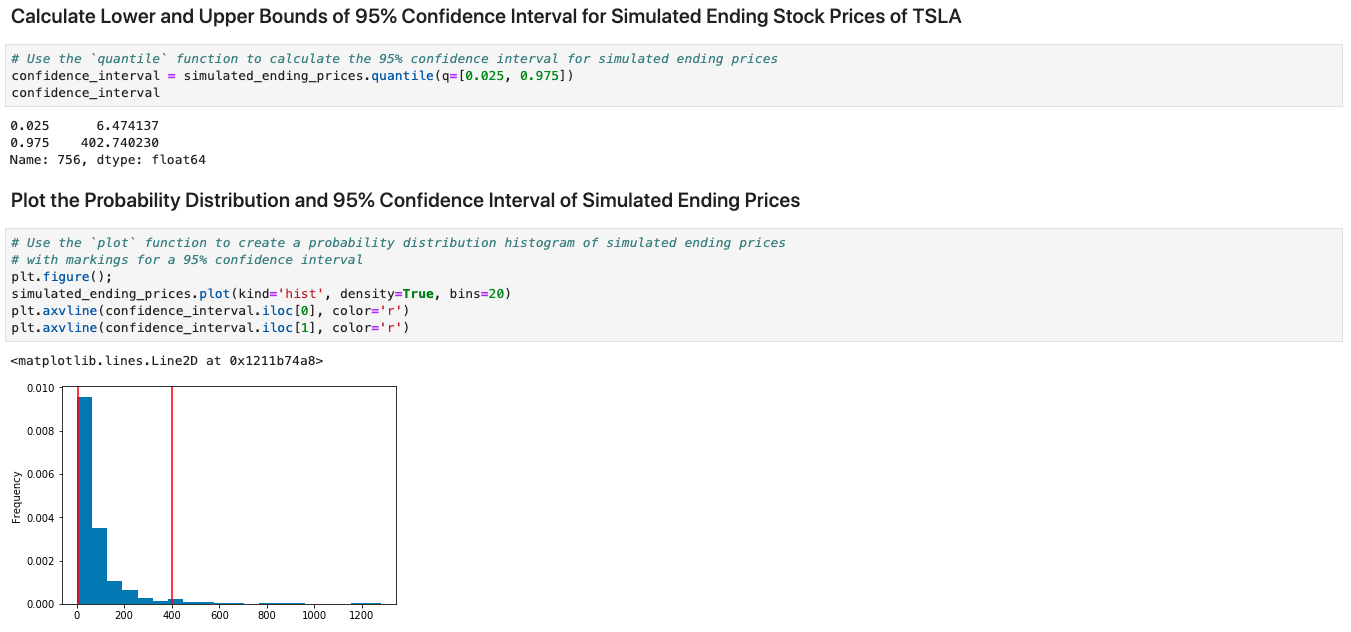 Calculate Lower and Upper Bounds of 95% Confidence Interval for Simulated Ending Stock Prices of TSLA
# Use the `quantile` function to calculate the 95% confidence interval for simulated ending prices
confidence_interval = simulated_ending_prices.quantile(q=[0.025, 0.975])
confidence_interval
0.025      6.474137
0.975    402.740230
Name: 756, dtype: float64
Plot the Probability Distribution and 95% Confidence Interval of Simulated Ending Prices
# Use the `plot` function to create a probability distribution histogram of simulated ending prices
# with markings for a 95% confidence interval
plt.figure();
simulated_ending_prices.plot(kind='hist', density=True, bins=20)
plt.axvline(confidence_interval.iloc[0], color='r')
plt.axvline(confidence_interval.iloc[1], color='r')
<matplotlib.lines.Line2D at 0x1211b74a8>
0.010
0.008
0.006
0.004
0.002
0.000
Frequency
0 200 400 600 800 1000 1200